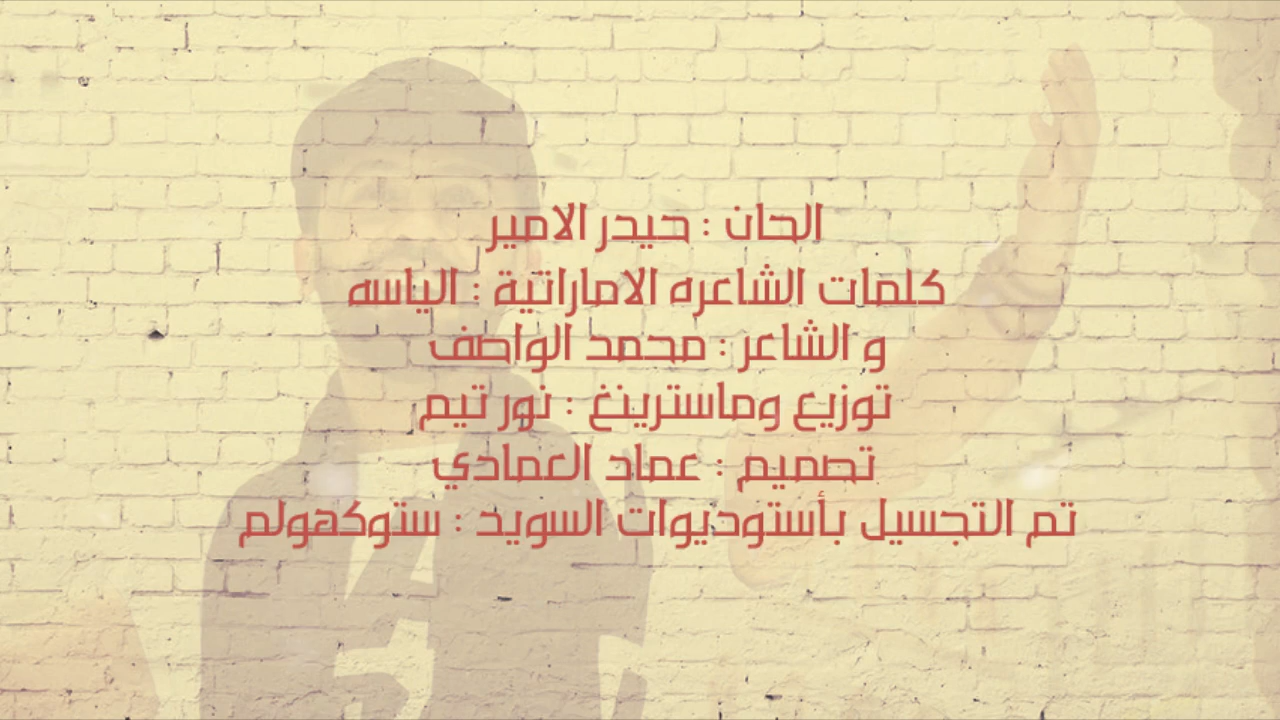 الحان : حيدر الامير
كلمات الشاعره الاماراتية : الياسه
و الشاعر : محمد الواصف
توزيع وماسترينغ : نور تيم
تصميم : عماد العمادي
تم التجسيل بأستوديوات السويد : ستوكهولم